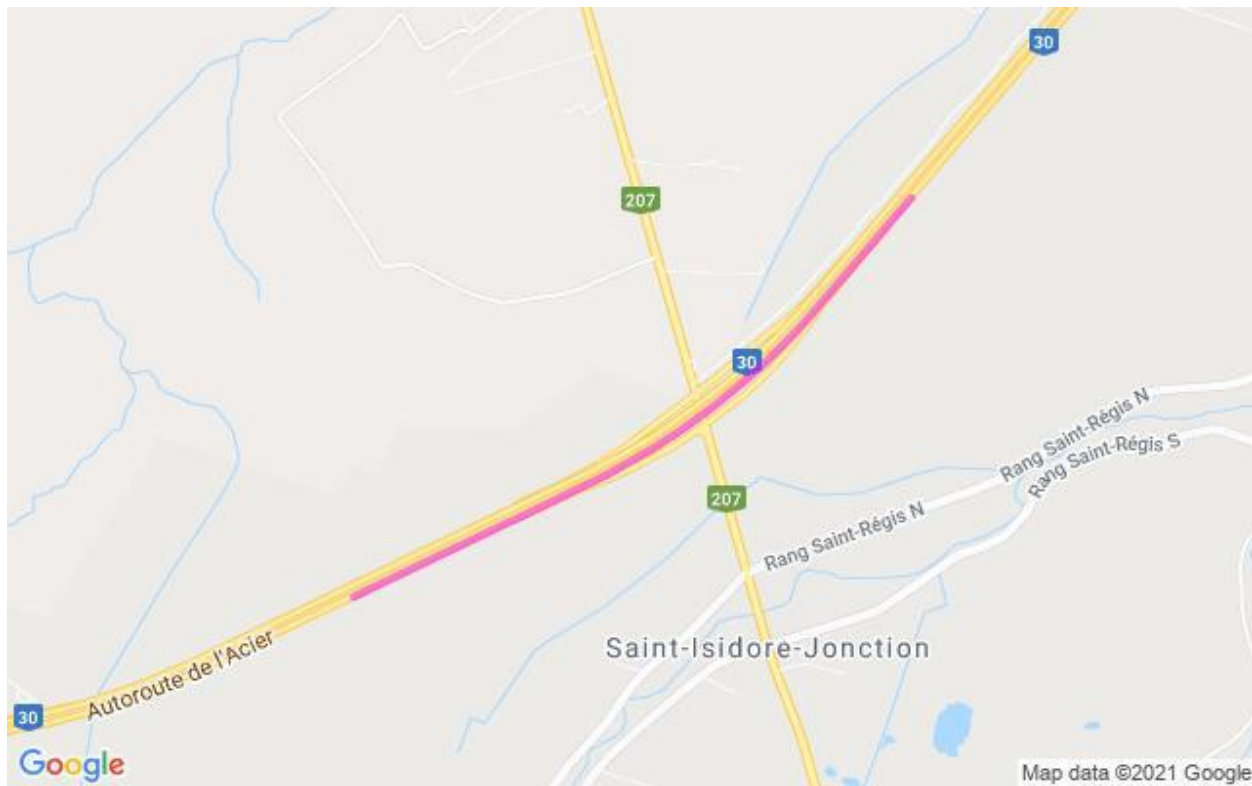 30
207
30
Rang Saint-Régis N
Rang Saint-Régis S
207
Rang Saint-Régis N
Saint-Isidore-Jonction
Autoroute de l'Acier
30
Google
Map data ©2021 Google